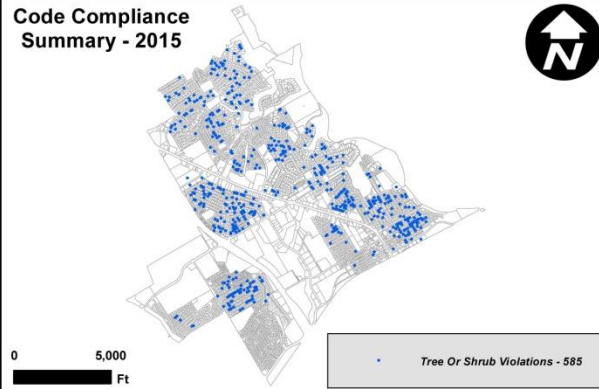 Code Compliance
Summary - 2015
N
0 5,000
Ft
Tree Or Shrub Violations - 585